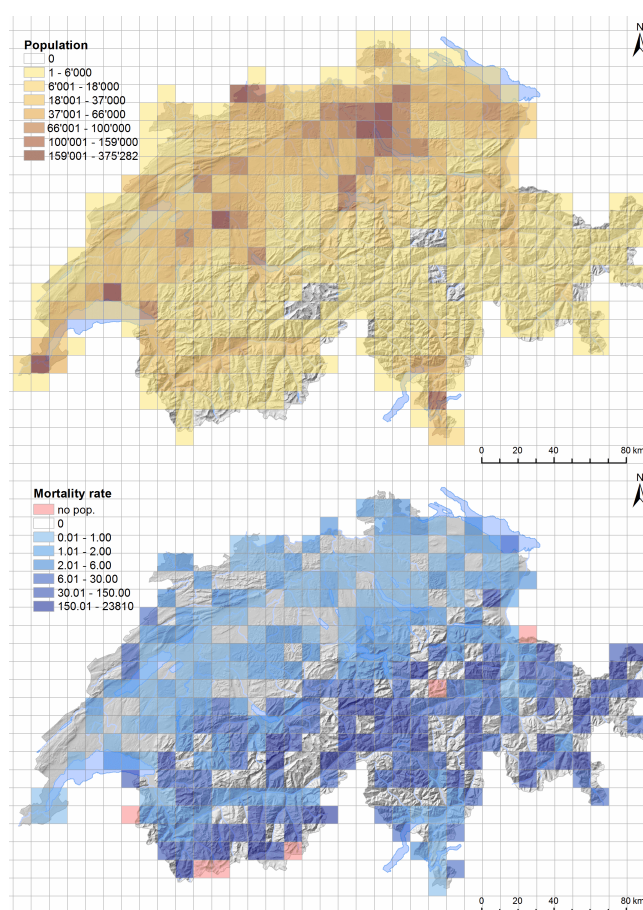 N
Population
0
1 - 6'000
6'001 - 18'000
18'001 - 37'000
37'001 - 66'000
66'001 - 100'000
100'001 - 159'000
159'001 - 375'282
0 20 40 80 km
N
Mortality rate
no pop.
0
0.01 - 1.00
1.01 - 2.00
2.01 - 6.00
6.01 - 30.00
30.01 - 150.00
150.01 - 23810
0 20 40 80 km